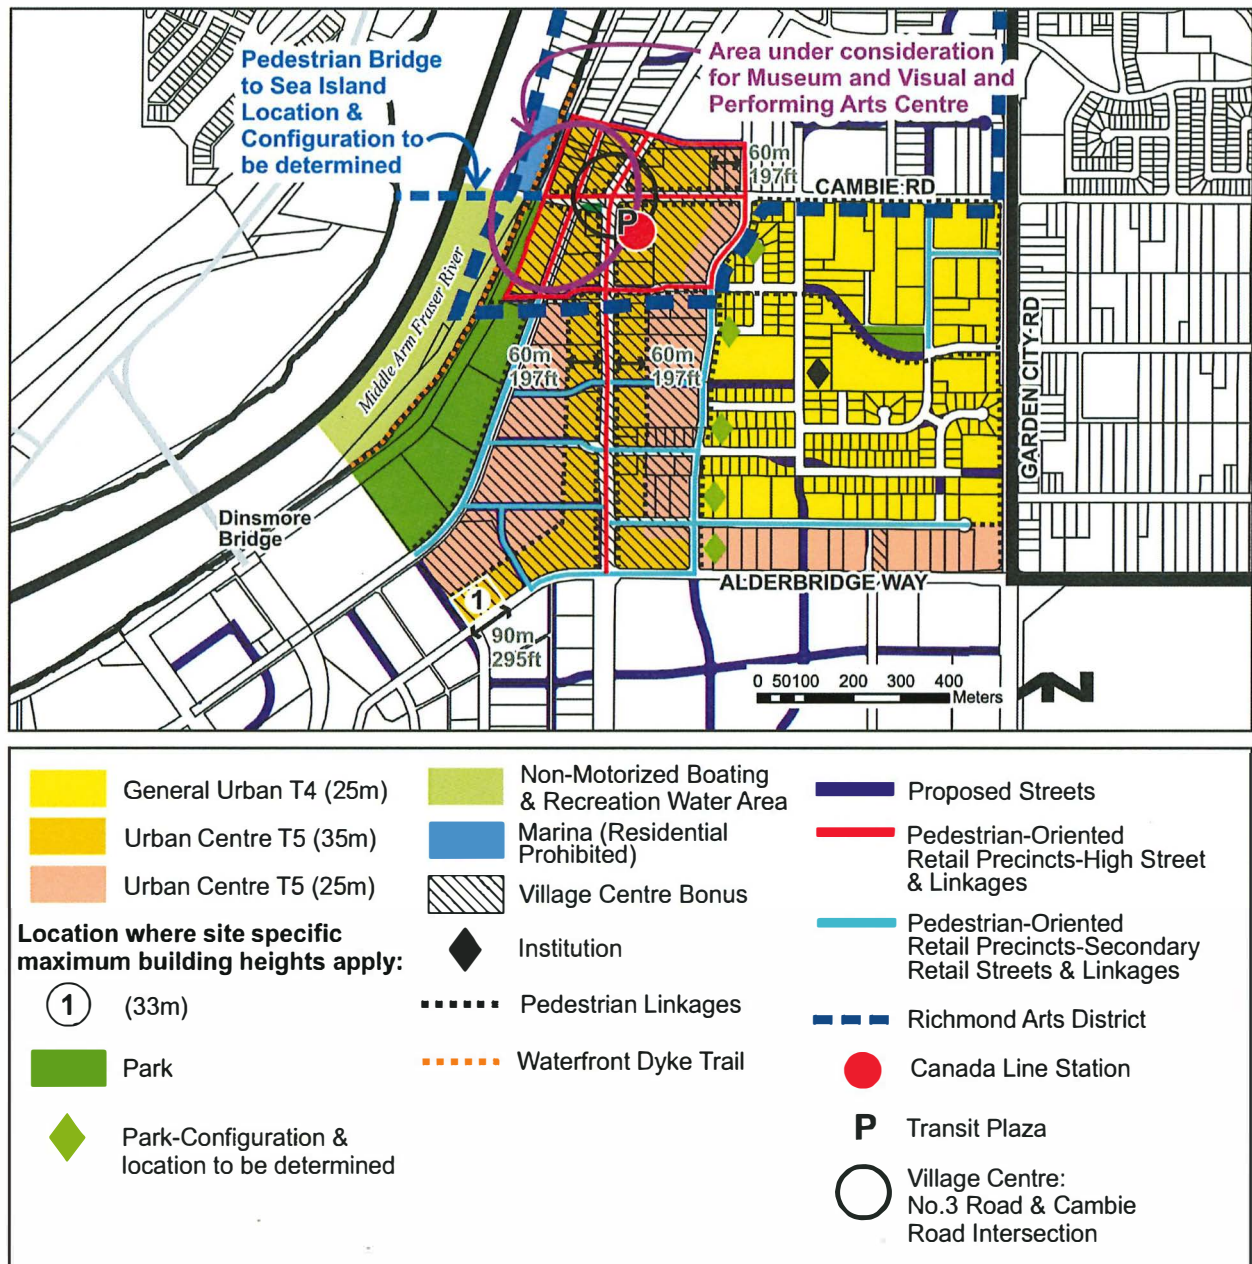 Pedestrian Bridge
to Sea Island
Location &
Configuration to
be determined
Area under consideration
for Museum and Visual and
Performing Arts Centre
60m
197ft
CAMBIE RD
P
Middle Arm Fraser River
60m
197ft
60m
197ft
GARDEN CITY RD
Dinsmore
Bridge
ALDERBRIDGE WAY
1
90m
295ft
0 50100 200 300 400
Meters
N
General Urban T4 (25m)
Urban Centre T5 (35m)
Urban Centre T5 (25m)
Location where site specific
maximum building heights apply:
1 (33m)
Park
Park-Configuration &
location to be determined
Non-Motorized Boating
& Recreation Water Area
Marina (Residential
Prohibited)
Village Centre Bonus
Institution
Pedestrian Linkages
Waterfront Dyke Trail
Proposed Streets
Pedestrian-Oriented
Retail Precincts-High Street
& Linkages
Pedestrian-Oriented
Retail Precincts-Secondary
Retail Streets & Linkages
Richmond Arts District
Canada Line Station
P Transit Plaza
Village Centre:
No.3 Road & Cambie
Road Intersection